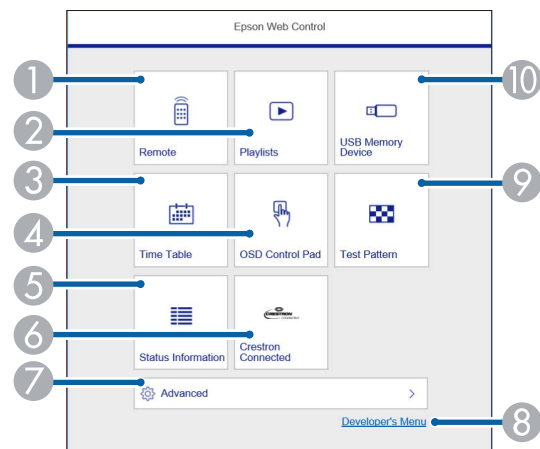 Epson Web Control
1
2
3
4
5
6
7
8
9
10
Remote
Playlists
USB Memory
Device
Time Table
OSD Control Pad
Test Pattern
CRESTRON
Status Information
Crestron
Connected
Advanced
Developer's Menu